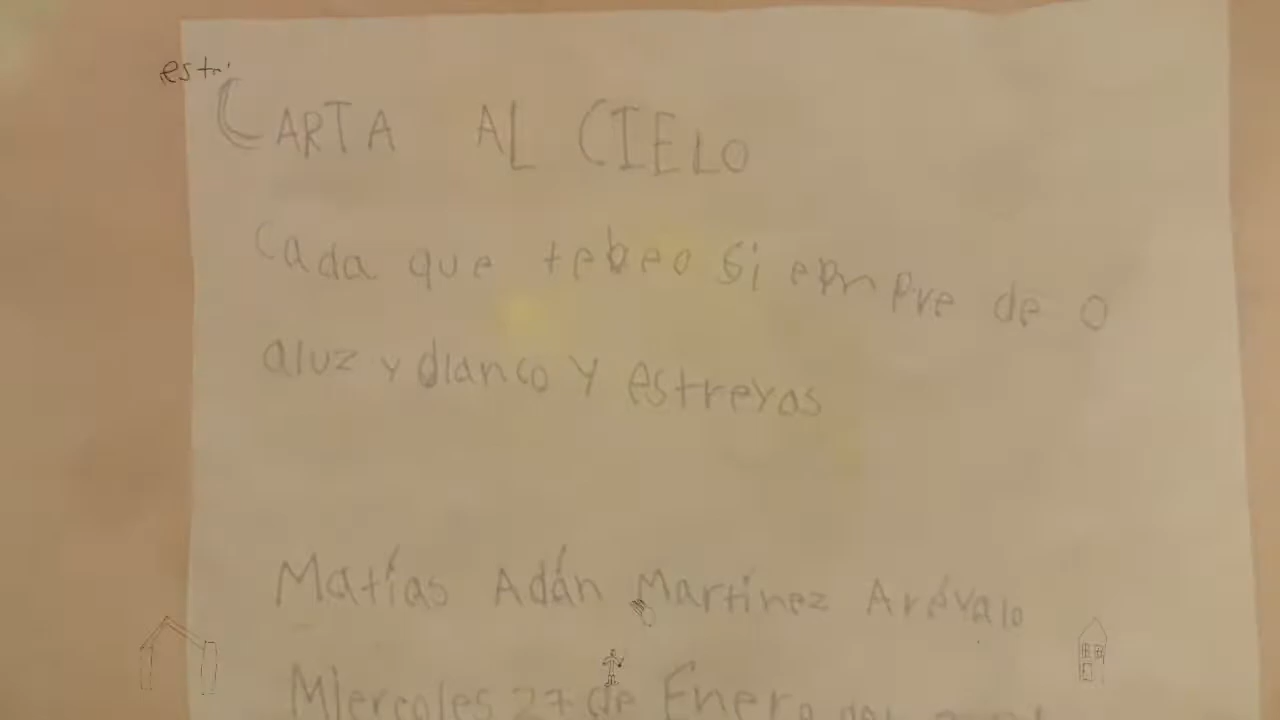 estr
CARTA AL CIELO
Cada que tebeo Siempre de o
aluz y dlanco y estreyas
Matías Adán Martínez Arévalo
Miercoles 27 de Enero del